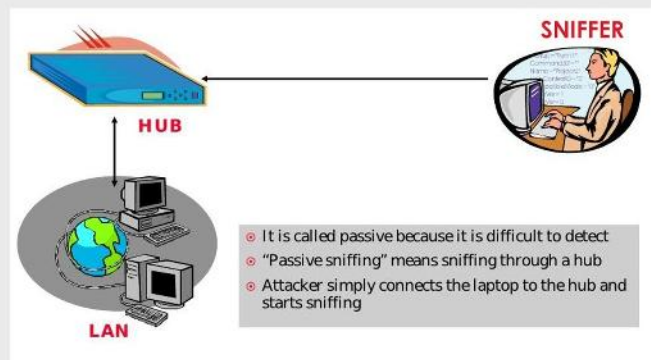 SNIFFER
HUB
LAN
It is called passive because it is difficult to detect
“Passive sniffing” means sniffing through a hub
Attacker simply connects the laptop to the hub and
starts sniffing